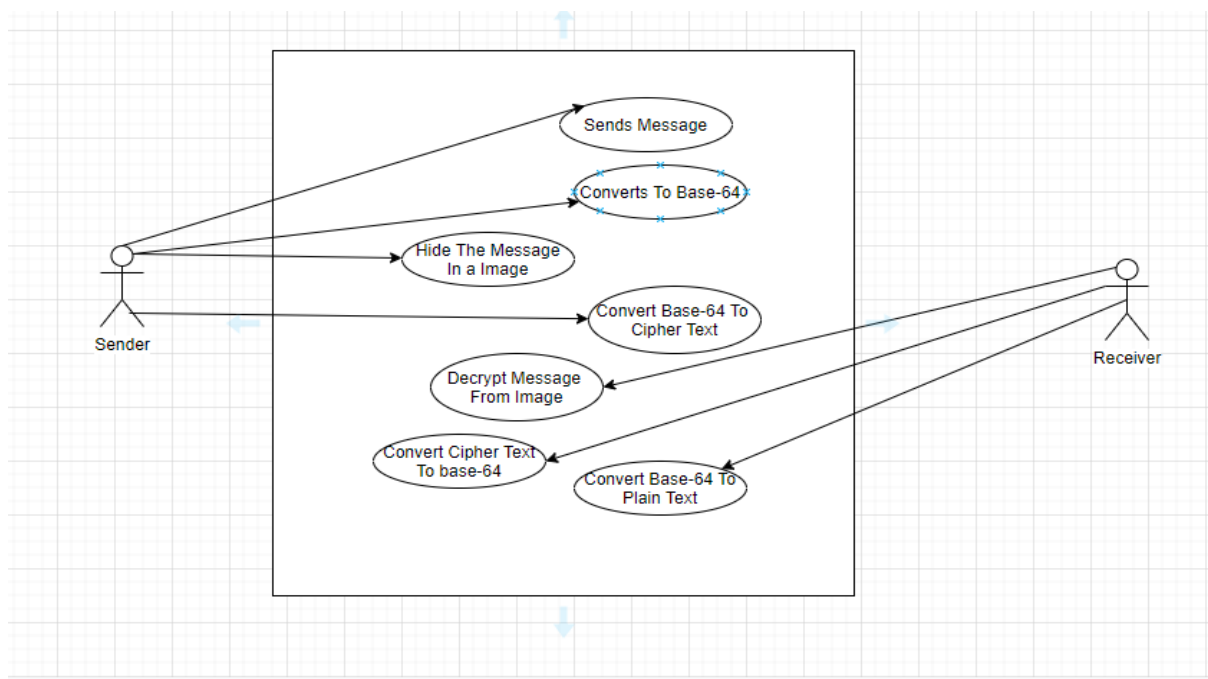 Sends Message
Converts To Base-64
Hide The Message
In a Image
Convert Base-64 To
Cipher Text
Sender
Receiver
Decrypt Message
From Image
Convert Cipher Text
To base-64
Convert Base-64 To
Plain Text